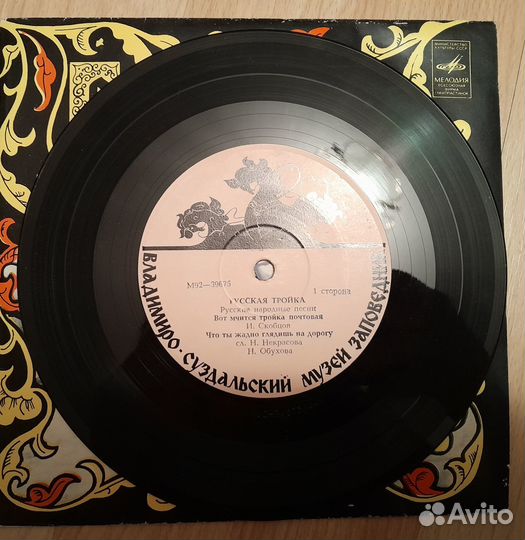 МИНИСТЕРСТВО
КУЛЬТУРЫ СССР
МЕЛОДИЯ
ВСЕСОЮЗНАЯ
ФИРМА
ГРАМПЛАСТИНОК
М92—39675
1 сторона
РУССКАЯ ТРОЙКА
Русские народные песни
Вот мчится тройка почтовая
И. Скобцов
Что ты жадно глядишь на дорогу
сл. Н. Некрасова
Н. Обухова
ВЛАДИМИРО-СУЗДАЛЬСКИЙ МУЗЕЙ ЗАПОВЕДНИК
Avito